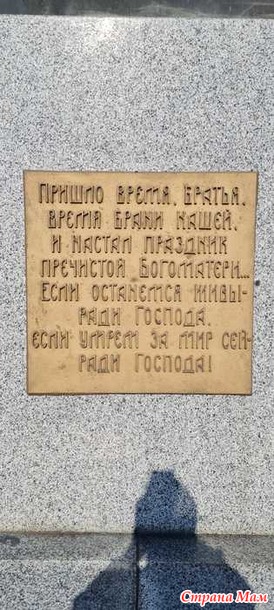 Пришло время, братья,
время брани нашей,
и настал праздник
Пречистой Богоматери...
Если останемся живы-
ради Господа,
если умрем за мир сей-
ради Господа!
Страна Мам